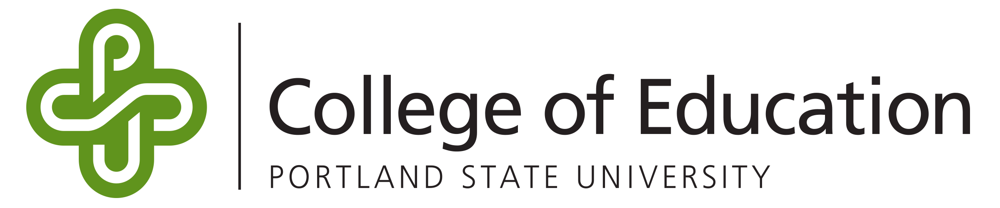 College of Education
PORTLAND STATE UNIVERSITY